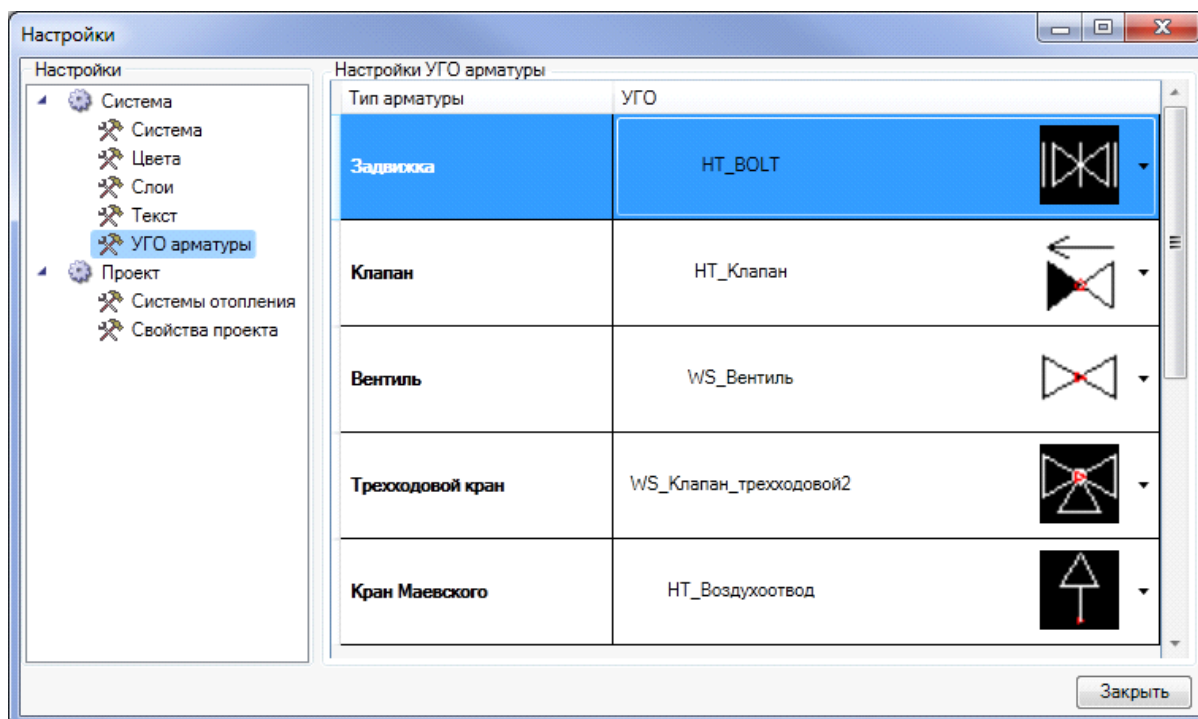 Настройки
Настройки
Система
Система
Цвета
Слои
Текст
УГО арматуры
Проект
Системы отопления
Свойства проекта
Настройки УГО арматуры
Тип арматуры УГО
Задвижка HT_BOLT
Клапан HT_Клапан
Вентиль WS_Вентиль
Трехходовой кран WS_Клапан_трехходовой2
Кран Маевского HT_Воздухоотвод
Закрыть